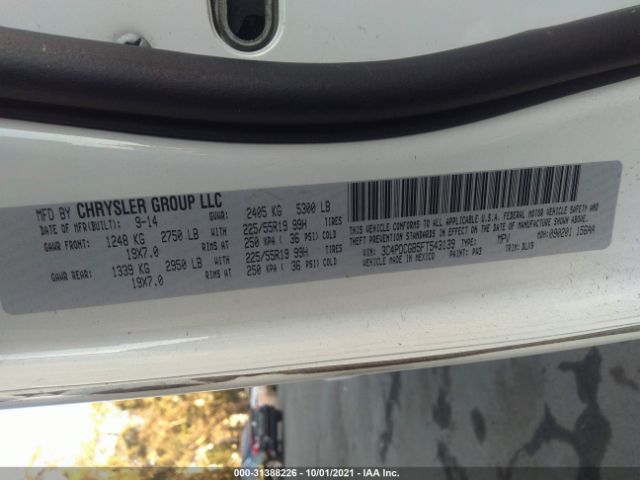 MFD BY CHRYSLER GROUP LLC
DATE OF MFR(BUILT): 9-14 GVWR: 2405 KG 5300 LB
GAWR FRONT: 1248 KG 2750 LB WITH 225/55R19 99H TIRES
19X7.0 RIMS AT 250 KPA ( 36 PSI) COLD
GAWR REAR: 1339 KG 2950 LB WITH 225/55R19 99H TIRES
19X7.0 RIMS AT 250 KPA ( 36 PSI) COLD
THIS VEHICLE CONFORMS TO ALL APPLICABLE U.S.A. FEDERAL MOTOR VEHICLE SAFETY AND
THEFT PREVENTION STANDARDS IN EFFECT ON THE DATE OF MANUFACTURE SHOWN ABOVE.
VIN: 3C4PDCGB5FT543139 TYPE: MPV MDH: 090201 156AA
VEHICLE MADE IN MEXICO PAINT: PW3 TRIM: DLX9
000-31388226 - 10/01/2021 - IAA Inc.